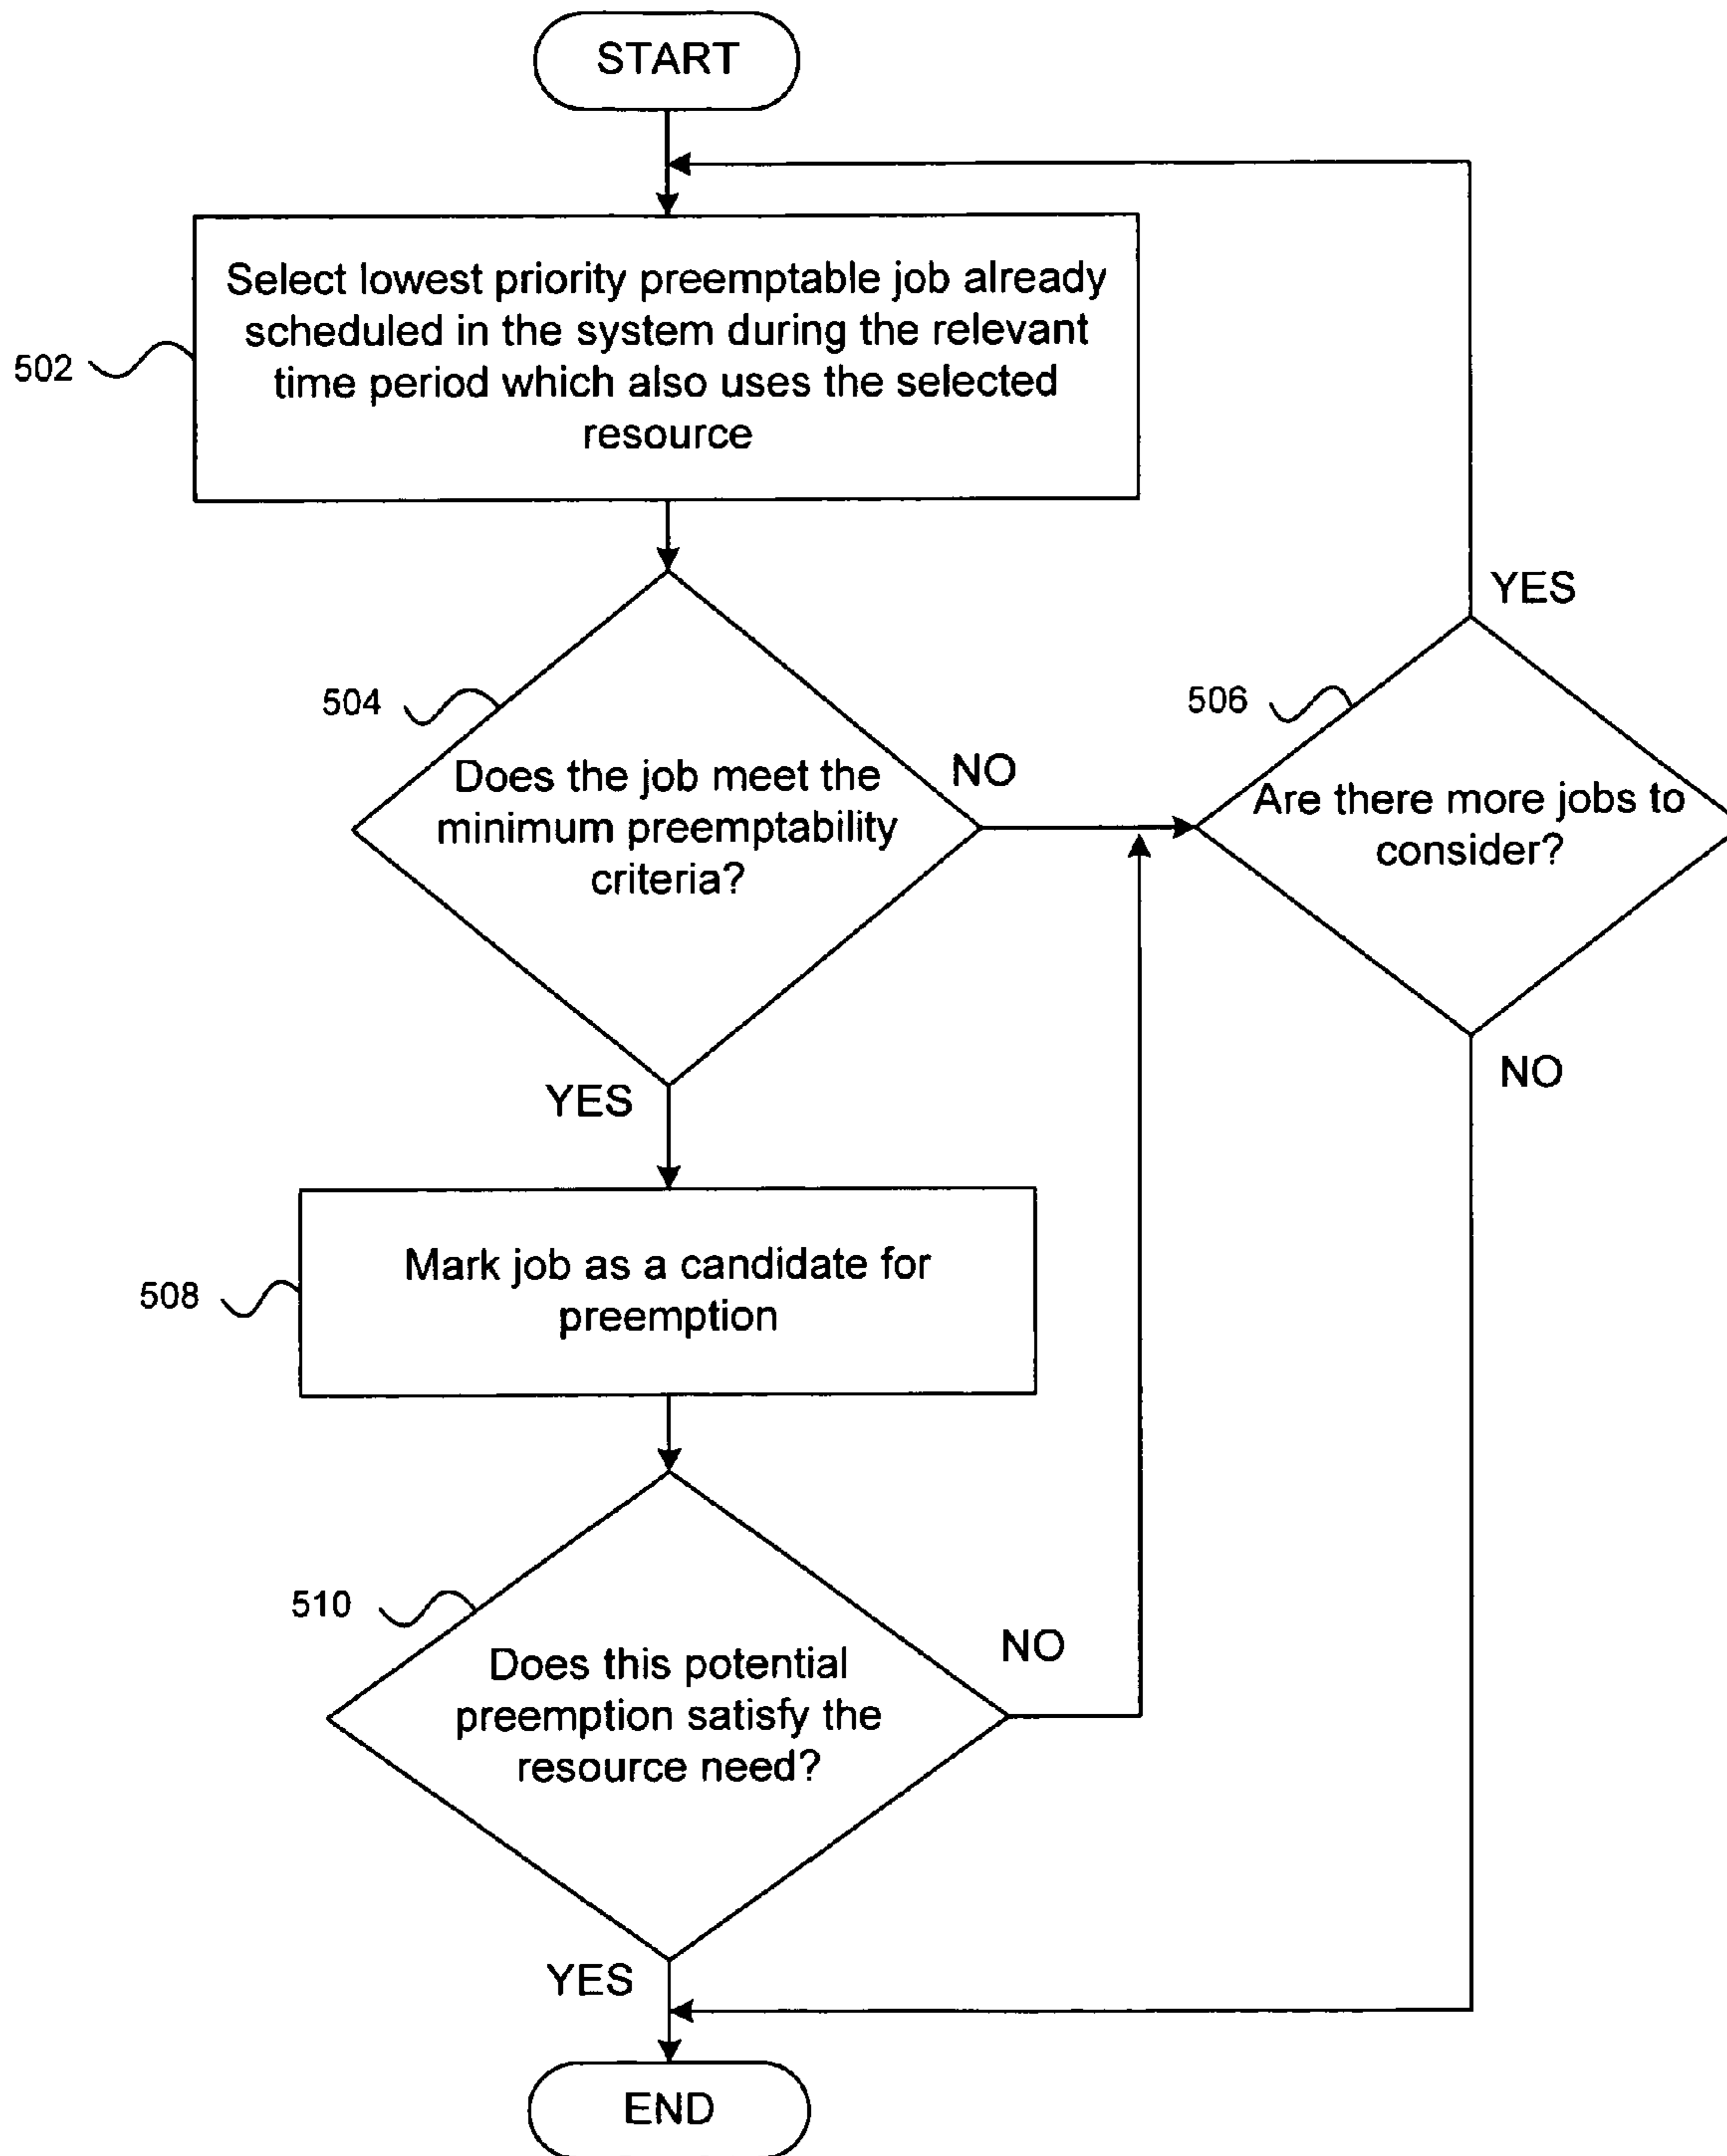 START
Select lowest priority preemptable job already
scheduled in the system during the relevant
time period which also uses the selected
resource
502
YES
504
506
Does the job meet the
minimum preemptability
criteria?
NO
Are there more jobs to
consider?
YES
NO
Mark job as a candidate for
preemption
508
510
Does this potential
preemption satisfy the
resource need?
NO
YES
END